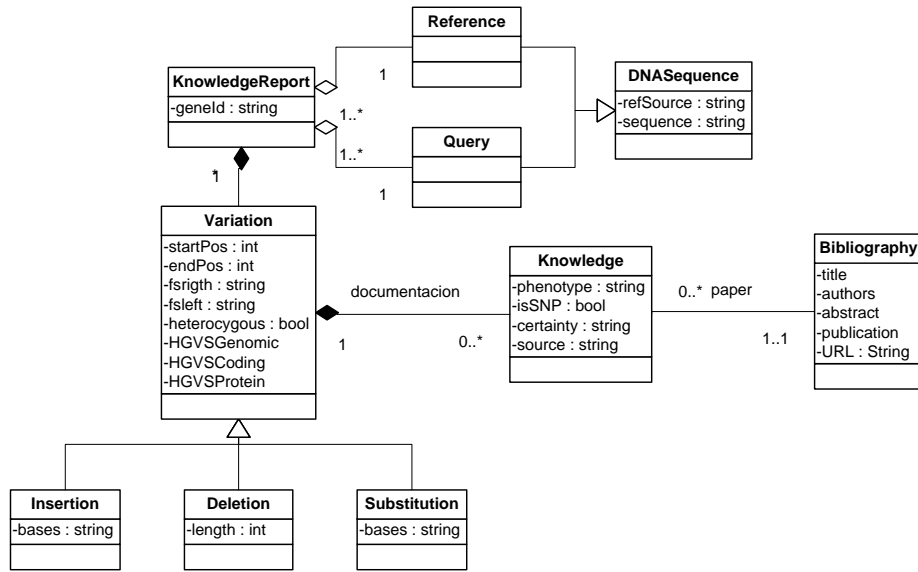 Reference
KnowledgeReport
-geneId : string
1
1..*
DNASequence
-refSource : string
-sequence : string
Query
1..*
1
*
1
Variation
-startPos : int
-endPos : int
-fsrigth : string
-fsleft : string
-heterocygous : bool
-HGVSGenomic
-HGVSCoding
-HGVSProtein
documentacion
1
0..*
Knowledge
-phenotype : string
-isSNP : bool
-certainty : string
-source : string
0..*
paper
1..1
Bibliography
-title
-authors
-abstract
-publication
-URL : String
Insertion
-bases : string
Deletion
-length : int
Substitution
-bases : string